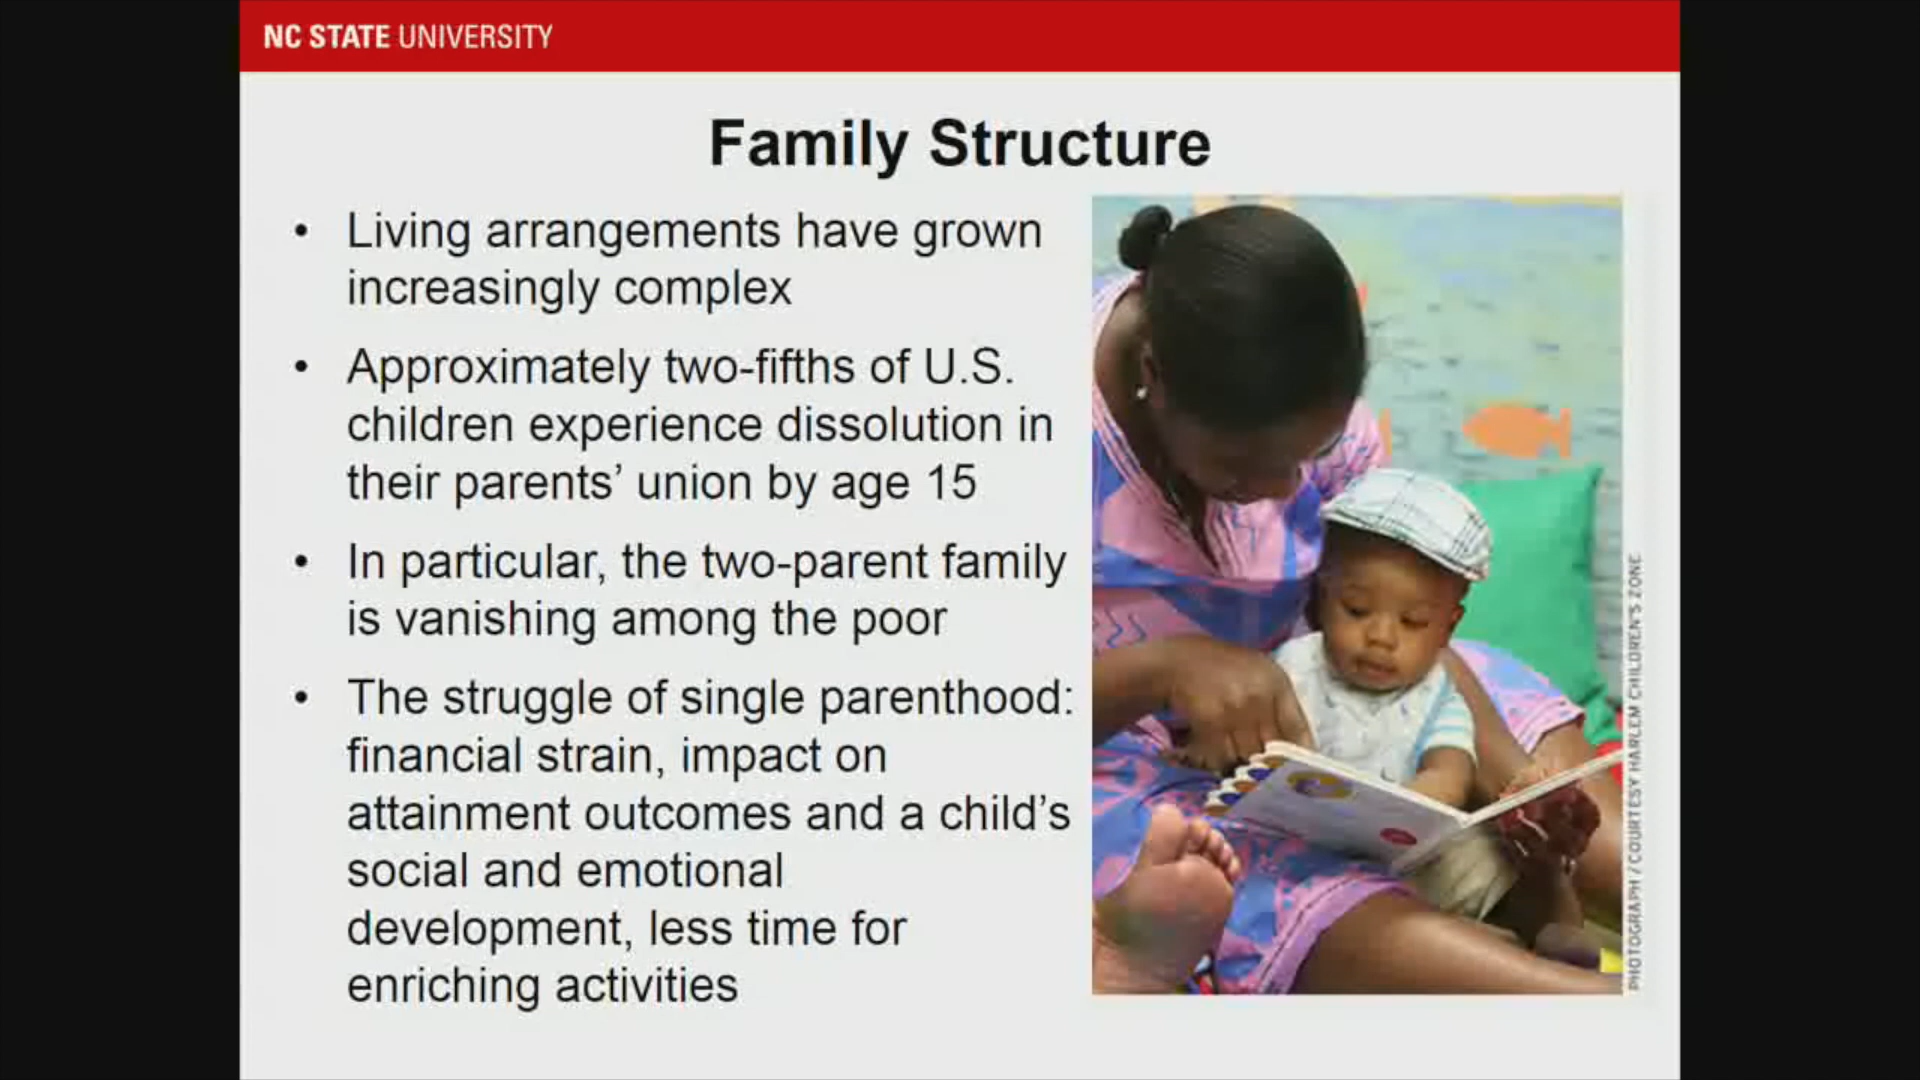 NC STATE UNIVERSITY
Family Structure
• Living arrangements have grown
increasingly complex
• Approximately two-fifths of U.S.
children experience dissolution in
their parents’ union by age 15
• In particular, the two-parent family
is vanishing among the poor
• The struggle of single parenthood:
financial strain, impact on
attainment outcomes and a child’s
social and emotional
development, less time for
enriching activities
PHOTOGRAPH / COURTESY HARLEM CHILDREN'S ZONE